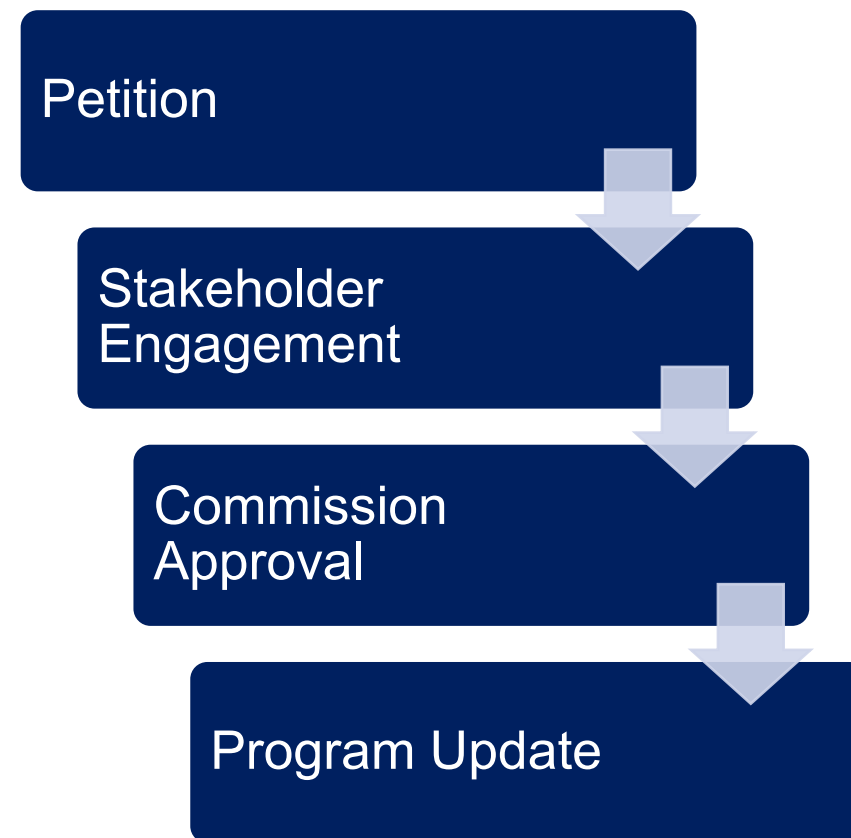 Petition
Stakeholder
Engagement
Commission
Approval
Program Update